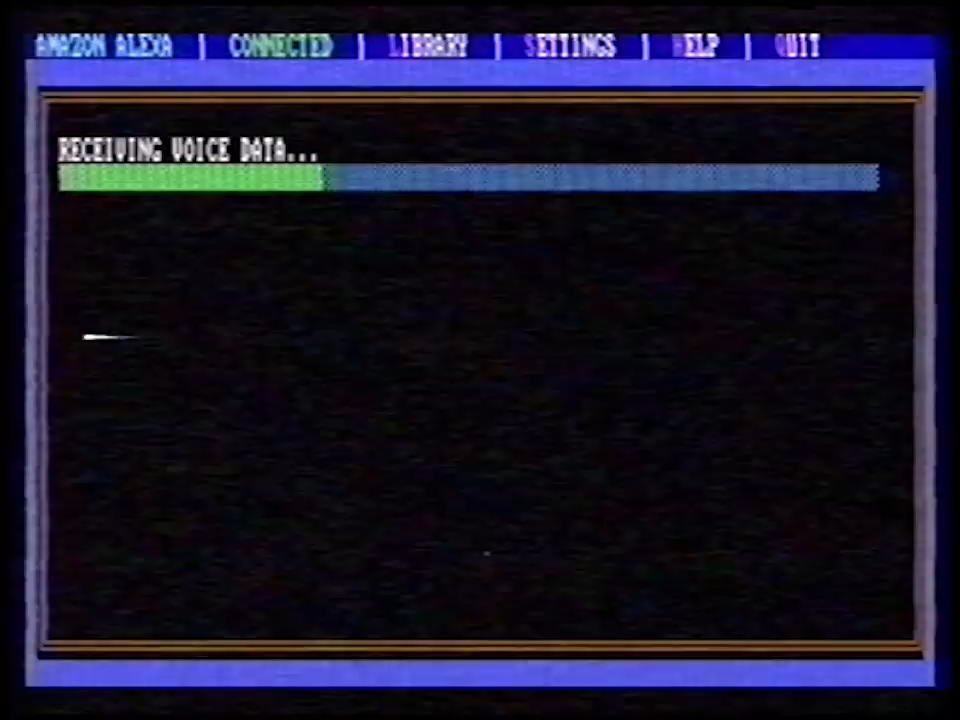 AMAZON ALEXA | CONNECTED | LIBRARY | SETTINGS | HELP | QUIT
RECEIVING VOICE DATA...